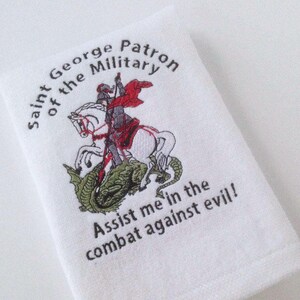 Saint George Patron
of the Military
Assist me in the
combat against evil!